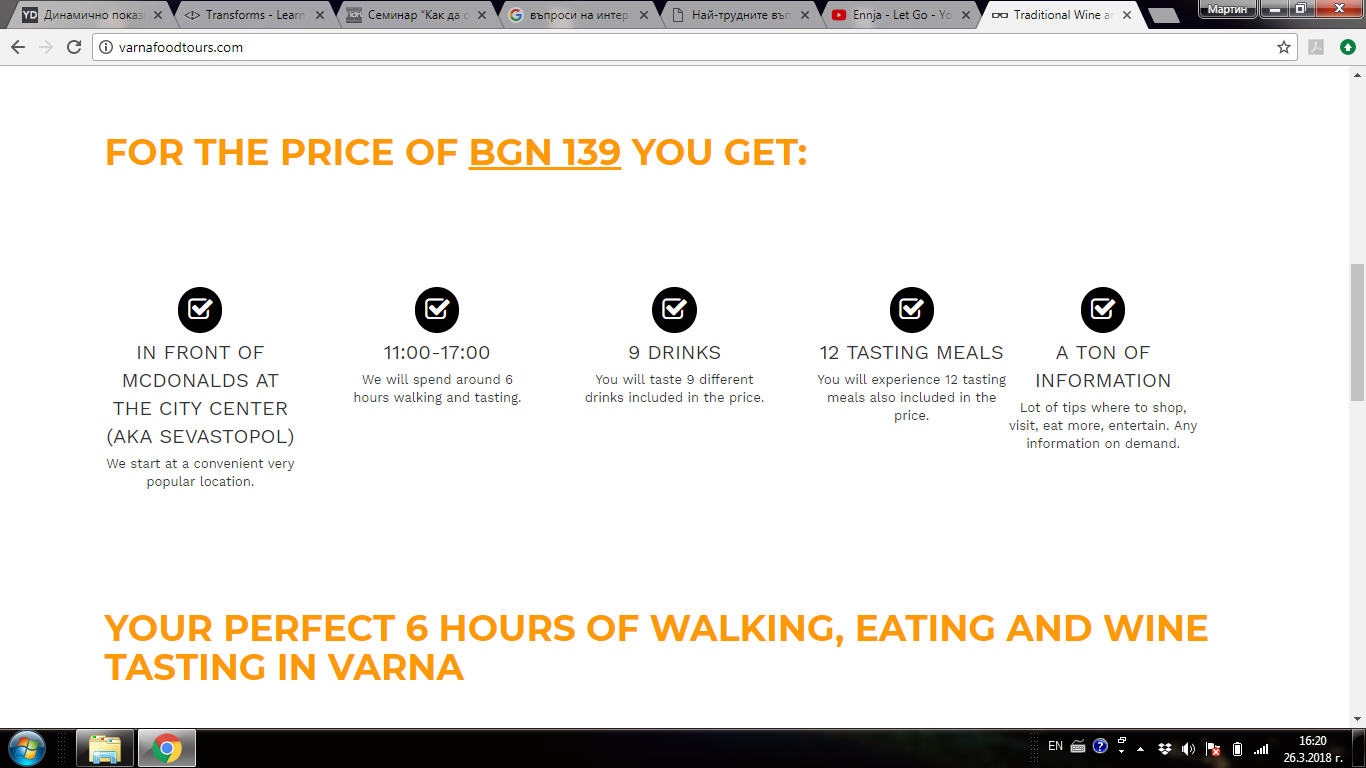 Динамично показ
Transforms - Learn
Семинар "Как да с
въпроси на интер
Най-трудните въп
Ennja - Let Go - Yo
Traditional Wine a
Мартин
varnafoodtours.com
FOR THE PRICE OF BGN 139 YOU GET:
IN FRONT OF
MCDONALDS AT
THE CITY CENTER
(AKA SEVASTOPOL)
We start at a convenient very
popular location.
11:00-17:00
We will spend around 6
hours walking and tasting.
9 DRINKS
You will taste 9 different
drinks included in the price.
12 TASTING MEALS
You will experience 12 tasting
meals also included in the
price.
A TON OF
INFORMATION
Lot of tips where to shop,
visit, eat more, entertain. Any
information on demand.
YOUR PERFECT 6 HOURS OF WALKING, EATING AND WINE
TASTING IN VARNA
EN
16:20
26.3.2018 г.